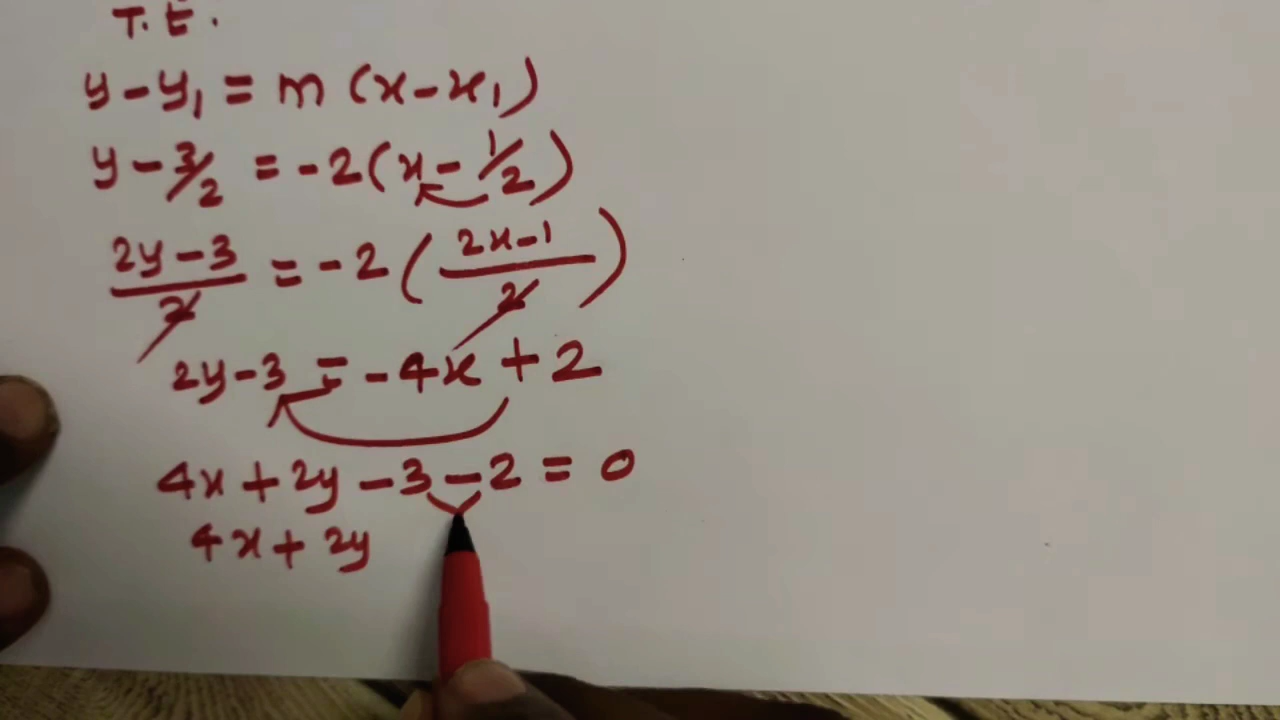 T.E.
y-y₁ = m(x-x₁)
y-3/2 = -2(x-1/2)
2y-3/2 = -2(2x-1/2)
2y-3 = -4x+2
4x+2y-3-2=0
4x+2y